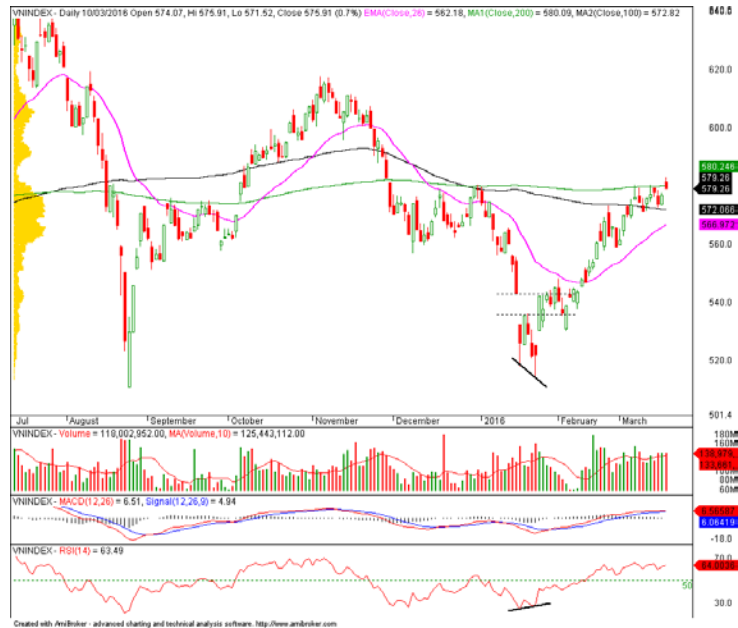 VNINDEX - Daily 10/03/2016 Open 574.07, Hi 575.91, Lo 571.52, Close 575.91 (0.7%) EMA(Close,26) = 562.18, MA1(Close,200) = 580.09, MA2(Close,100) = 572.82
620.0
600.0
580.246
579.26
579.26
572.066
566.972
560.0
540.0
520.0
501.4
Jul August September October November December 2016 February March
VNINDEX - Volume = 118,002,952.00, MA(Volume,10) = 125,443,112.00
180M
60M
VNINDEX - MACD(12,26) = 6.51, Signal(12,26,9) = 4.94
6.06419
-18.0
VNINDEX - RSI(14) = 63.49
70.0
50
30.0
Created with AmiBroker - advanced charting and technical analysis software. http://www.amibroker.com